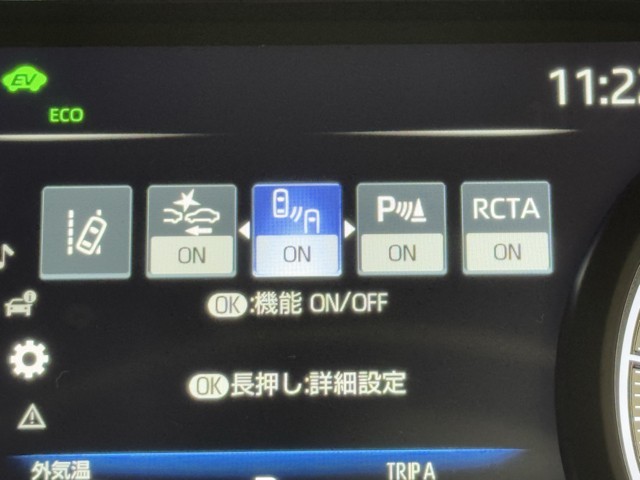 EV
ECO
11:22
P RCTA
ON ON ON ON
OK:機能 ON/OFF
OK長押し:詳細設定
外気温 TRIP A